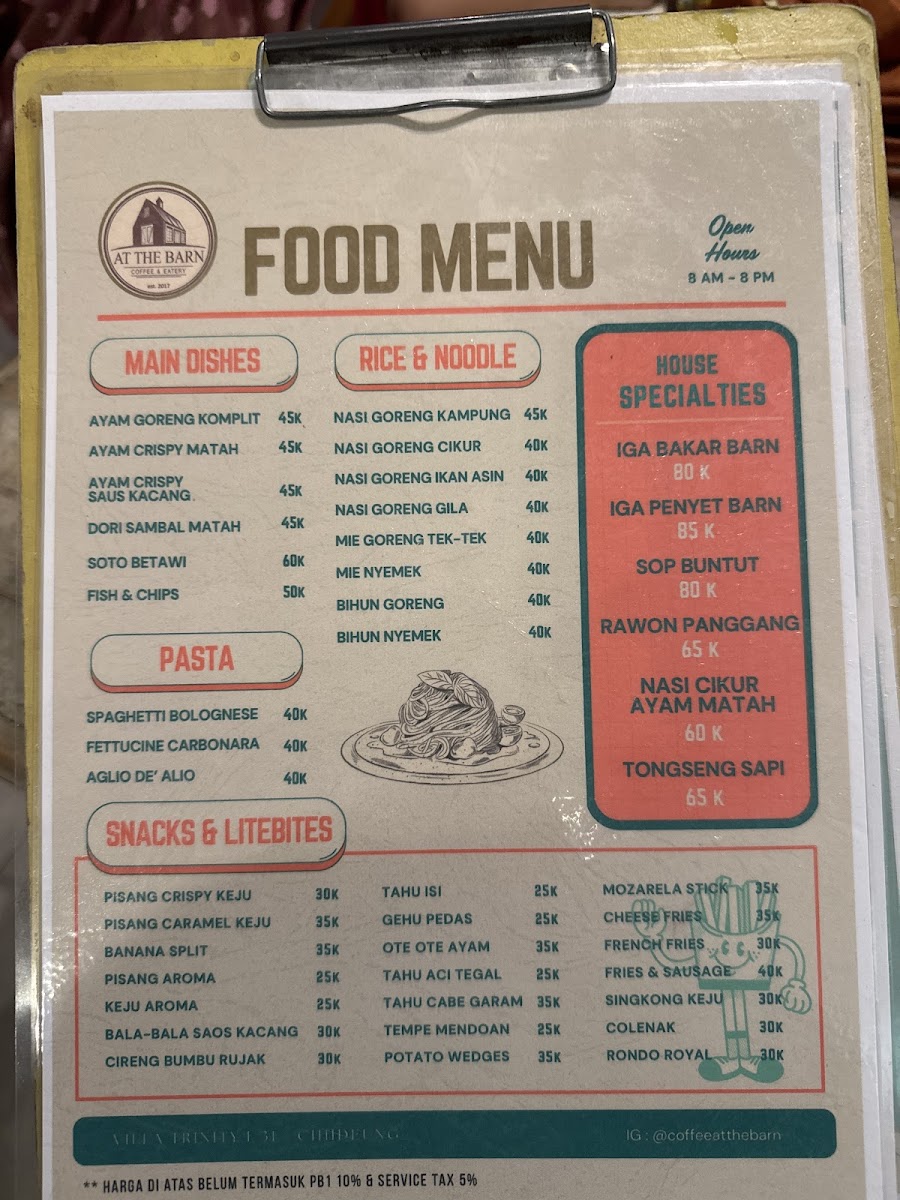 AT THE BARN
COFFEE & EATERY
est. 2017
FOOD MENU
Open
Hours
8 AM - 8 PM
MAIN DISHES
AYAM GORENG KOMPLIT 45K
AYAM CRISPY MATAH 45K
AYAM CRISPY
SAUS KACANG 45K
DORI SAMBAL MATAH 45K
SOTO BETAWI 60K
FISH & CHIPS 50K
PASTA
SPAGHETTI BOLOGNESE 40K
FETTUCINE CARBONARA 40K
AGLIO DE' ALIO 40K
RICE & NOODLE
NASI GORENG KAMPUNG 45K
NASI GORENG CIKUR 40K
NASI GORENG IKAN ASIN 40K
NASI GORENG GILA 40K
MIE GORENG TEK-TEK 40K
MIE NYEMEK 40K
BIHUN GORENG 40K
BIHUN NYEMEK 40K
HOUSE
SPECIALTIES
IGA BAKAR BARN
80 K
IGA PENYET BARN
85 K
SOP BUNTUT
80 K
RAWON PANGGANG
65 K
NASI CIKUR
AYAM MATAH
60 K
TONGSENG SAPI
65 K
SNACKS & LITEBITES
PISANG CRISPY KEJU 30K
PISANG CARAMEL KEJU 35K
BANANA SPLIT 35K
PISANG AROMA 25K
KEJU AROMA 25K
BALA-BALA SAOS KACANG 30K
CIRENG BUMBU RUJAK 30K
TAHU ISI 25K
GEHU PEDAS 25K
OTE OTE AYAM 35K
TAHU ACI TEGAL 25K
TAHU CABE GARAM 35K
TEMPE MENDOAN 25K
POTATO WEDGES 35K
MOZARELA STICK 35K
CHEESE FRIES 35K
FRENCH FRIES 30K
FRIES & SAUSAGE 40K
SINGKONG KEJU 30K
COLENAK 30K
RONDO ROYAL 30K
VILLA TRINITY
IG : @coffeeatthebarn
** HARGA DI ATAS BELUM TERMASUK PB1 10% & SERVICE TAX 5%